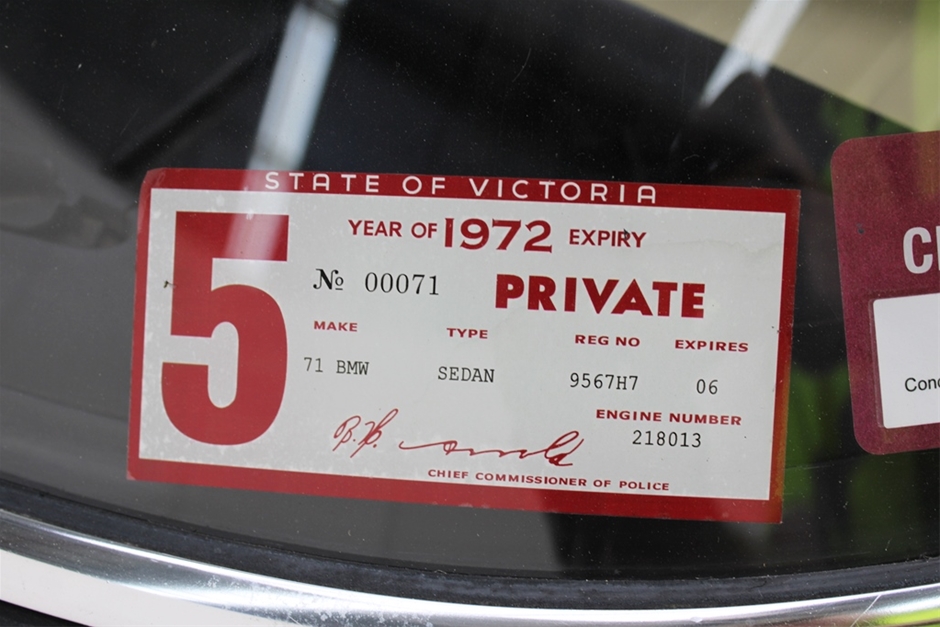 STATE OF VICTORIA
5
YEAR OF 1972 EXPIRY
№ 00071 PRIVATE
MAKE TYPE REG NO EXPIRES
71 BMW SEDAN 9567H7 06
ENGINE NUMBER
218013
CHIEF COMMISSIONER OF POLICE